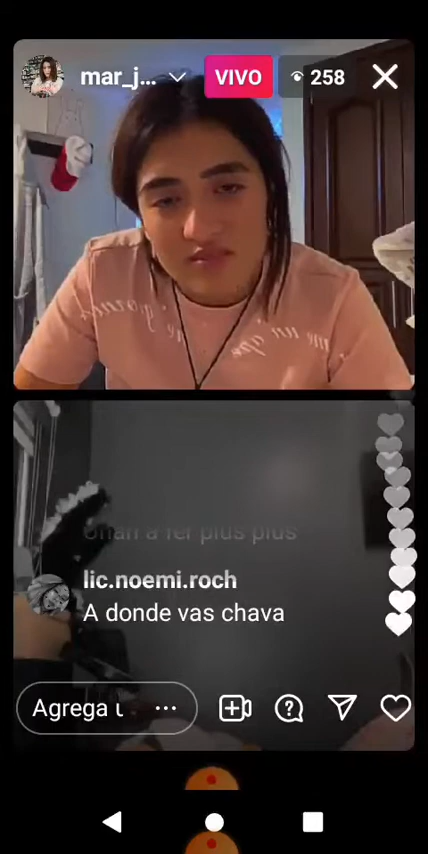 mar_j...
VIVO
258
lic.noemi.roch
A donde vas chava
Agrega u